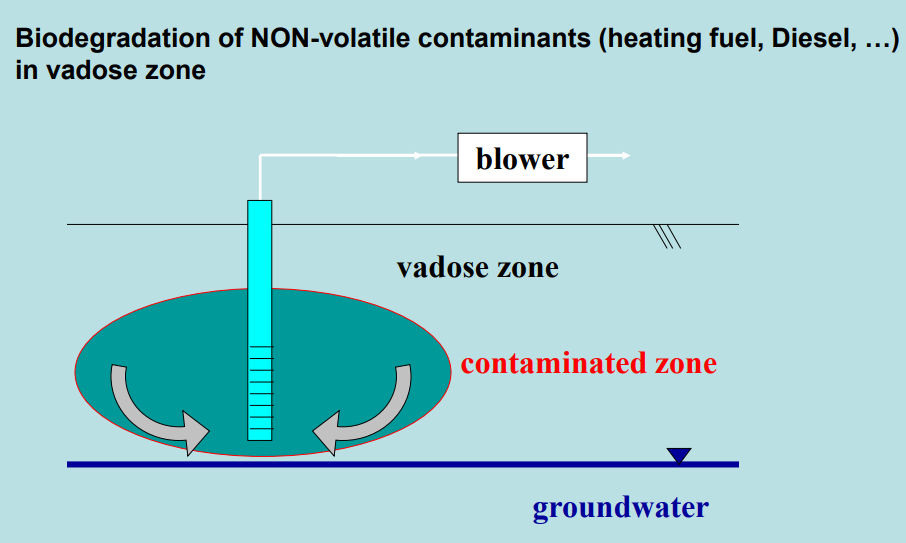 Biodegradation of NON-volatile contaminants (heating fuel, Diesel, …)
in vadose zone
blower
vadose zone
contaminated zone
groundwater